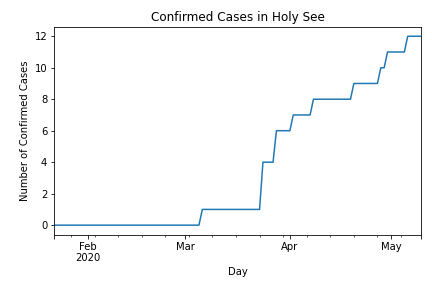 Confirmed Cases in Holy See
Number of Confirmed Cases
12
10
8
6
4
2
0
Feb
2020
Mar
Apr
May
Day